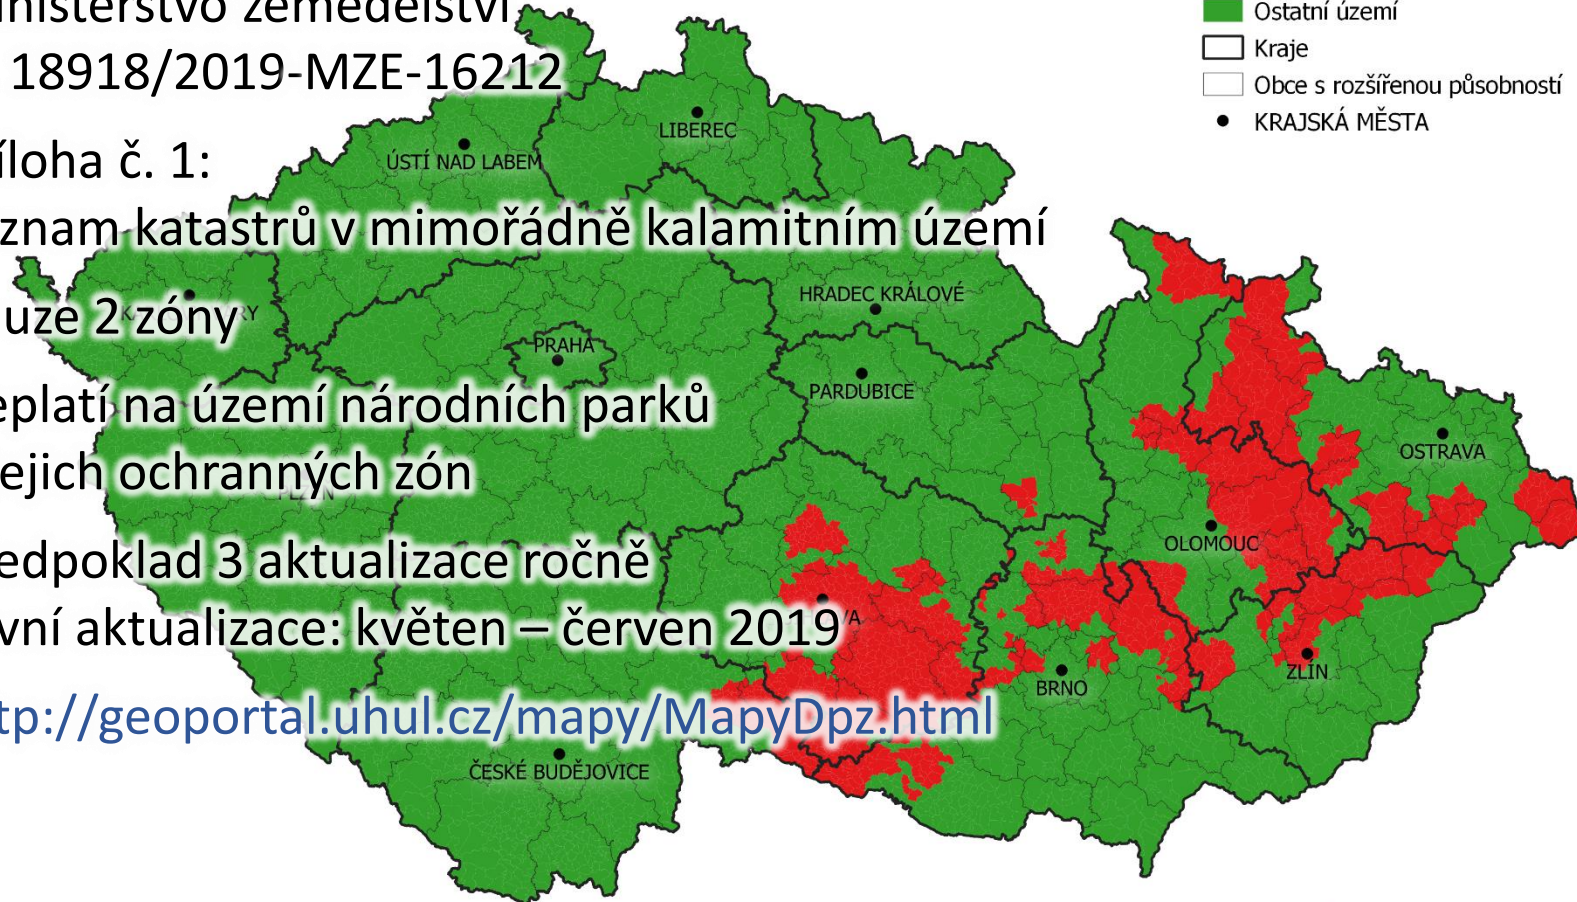 nisterstvo zemědělství
18918/2019-MZE-16212
íloha č. 1:
znam katastrů v mimořádně kalamitním území
uze 2 zóny
eplatí na území národních parků
ejich ochranných zón
edpoklad 3 aktualizace ročně
vní aktualizace: květen – červen 2019
tp://geoportal.uhul.cz/mapy/MapyDpz.html
Ostatní území
Kraje
Obce s rozšířenou působností
KRAJSKÁ MĚSTA
LIBEREC
ÚSTÍ NAD LABEM
HRADEC KRÁLOVÉ
PRAHA
PARDUBICE
OSTRAVA
PLZEŇ
OLOMOUC
ZLÍN
BRNO
ČESKÉ BUDĚJOVICE